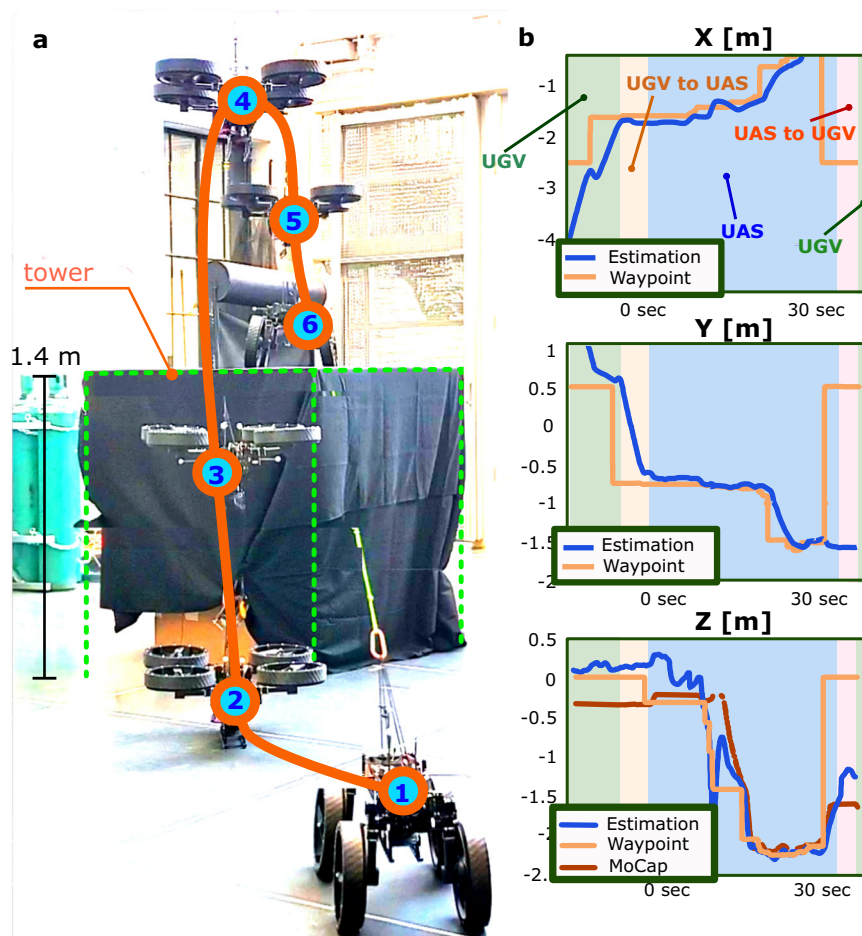 a
4
5
6
tower
1.4 m
3
2
1
b
X [m]
-1
-2
-3
-4
UGV to UAS
UAS to UGV
UGV
UAS
UGV
Estimation
Waypoint
0 sec
30 sec
Y [m]
1
0.5
0
-0.5
-1
-1.5
-2
Estimation
Waypoint
0 sec
30 sec
Z [m]
0.5
0
-0.5
-1
-1.5
-2
-2.
Estimation
Waypoint
MoCap
0 sec
30 sec